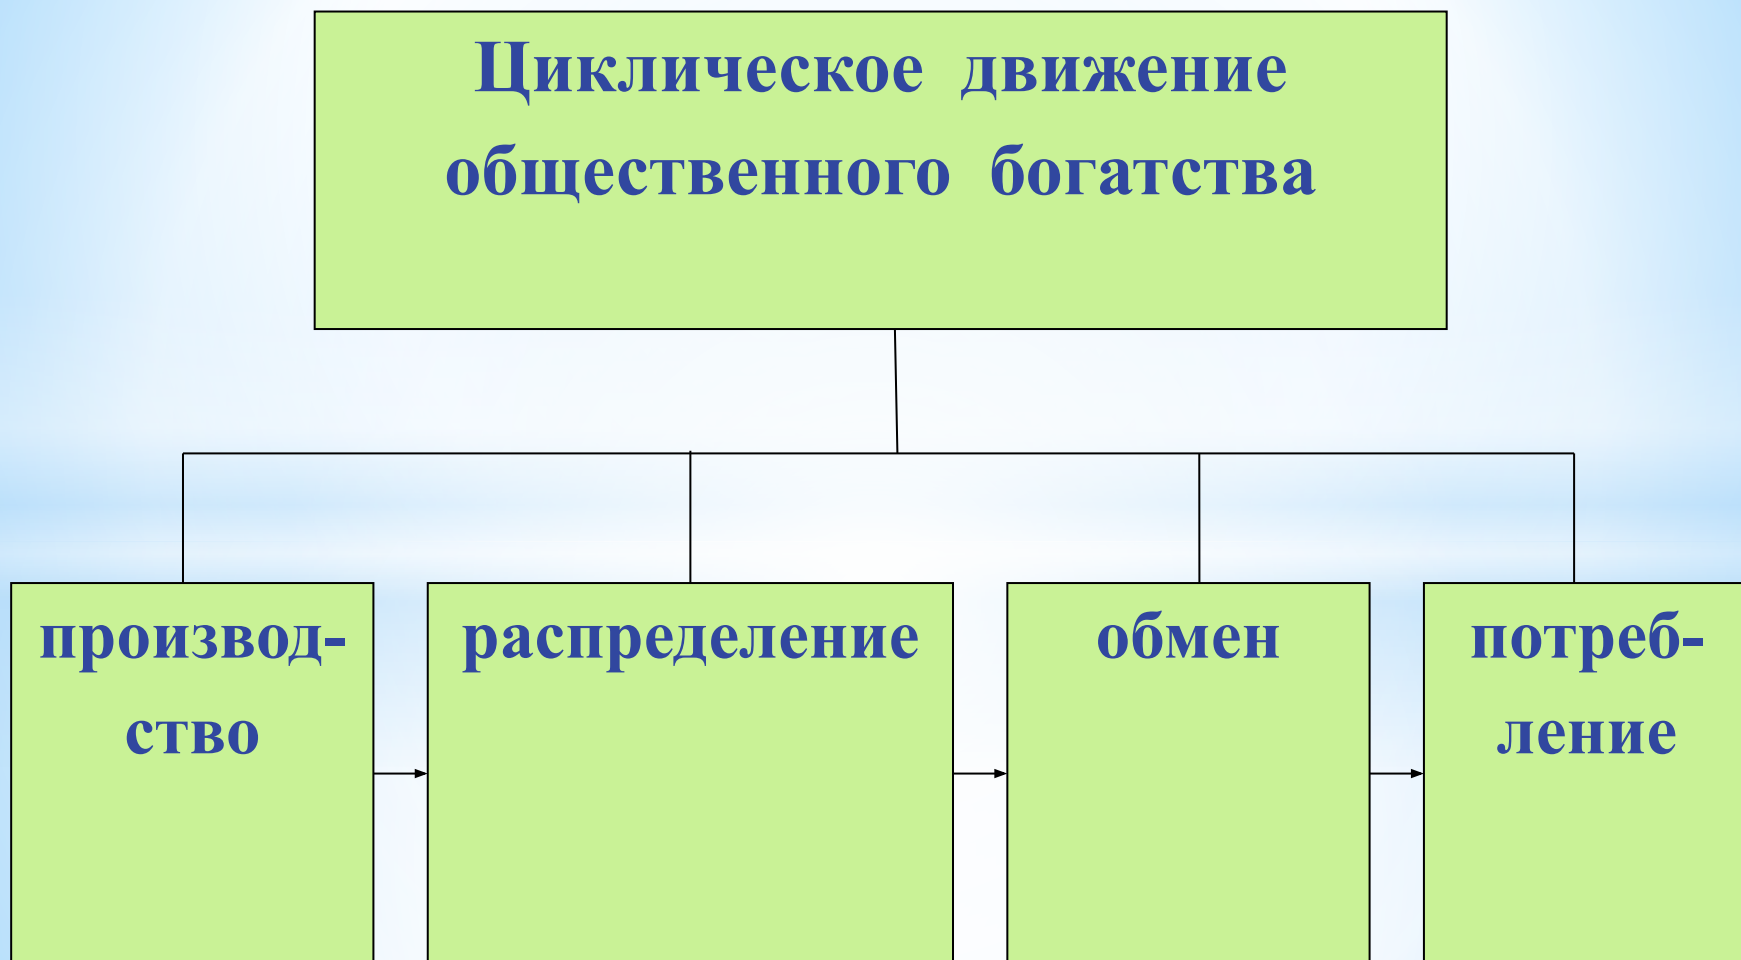 Циклическое движение
общественного богатства
производ-
ство
распределение
обмен
потреб-
ление